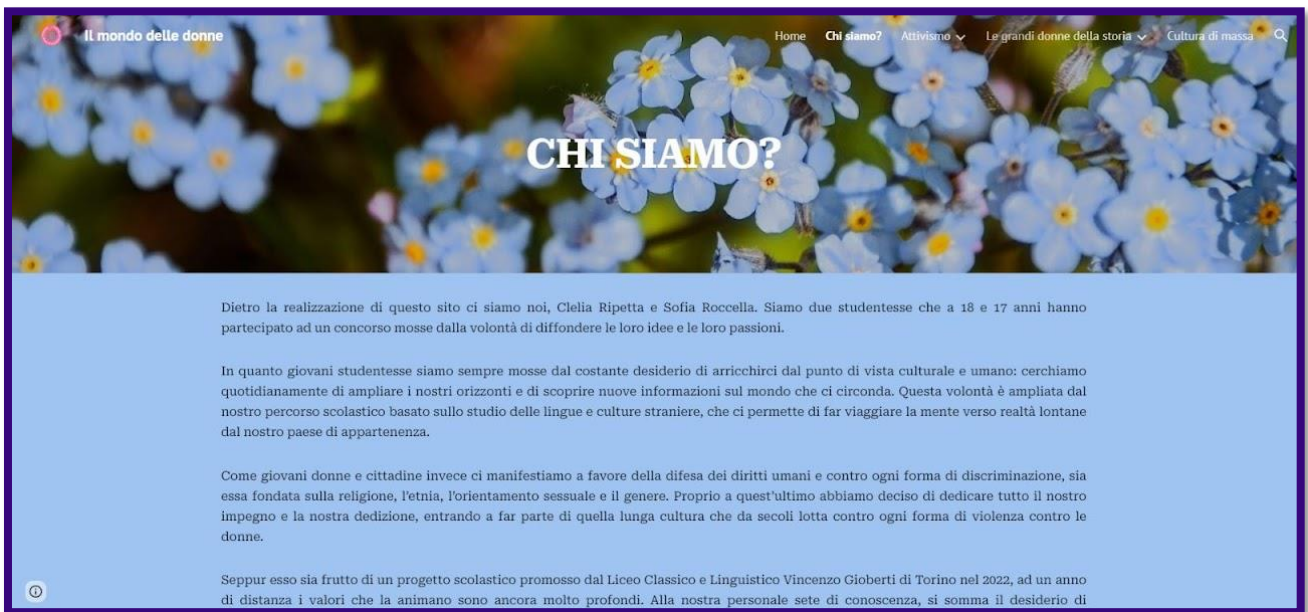 Il mondo delle donne
Home Chi siamo? Attivismo Le grandi donne della storia Cultura di massa
CHI SIAMO?
Dietro la realizzazione di questo sito ci siamo noi, Clelia Ripetta e Sofia Roccella. Siamo due studentesse che a 18 e 17 anni hanno
partecipato ad un concorso mosse dalla volontà di diffondere le loro idee e le loro passioni.
In quanto giovani studentesse siamo sempre mosse dal costante desiderio di arricchirci dal punto di vista culturale e umano: cerchiamo
quotidianamente di ampliare i nostri orizzonti e di scoprire nuove informazioni sul mondo che ci circonda. Questa volontà è ampliata dal
nostro percorso scolastico basato sullo studio delle lingue e culture straniere, che ci permette di far viaggiare la mente verso realtà lontane
dal nostro paese di appartenenza.
Come giovani donne e cittadine invece ci manifestiamo a favore della difesa dei diritti umani e contro ogni forma di discriminazione, sia
essa fondata sulla religione, l'etnia, l'orientamento sessuale e il genere. Proprio a quest'ultimo abbiamo deciso di dedicare tutto il nostro
impegno e la nostra dedizione, entrando a far parte di quella lunga cultura che da secoli lotta contro ogni forma di violenza contro le
donne.
Seppur esso sia frutto di un progetto scolastico promosso dal Liceo Classico e Linguistico Vincenzo Gioberti di Torino nel 2022, ad un anno
di distanza i valori che la animano sono ancora molto profondi. Alla nostra personale sete di conoscenza, si somma il desiderio di